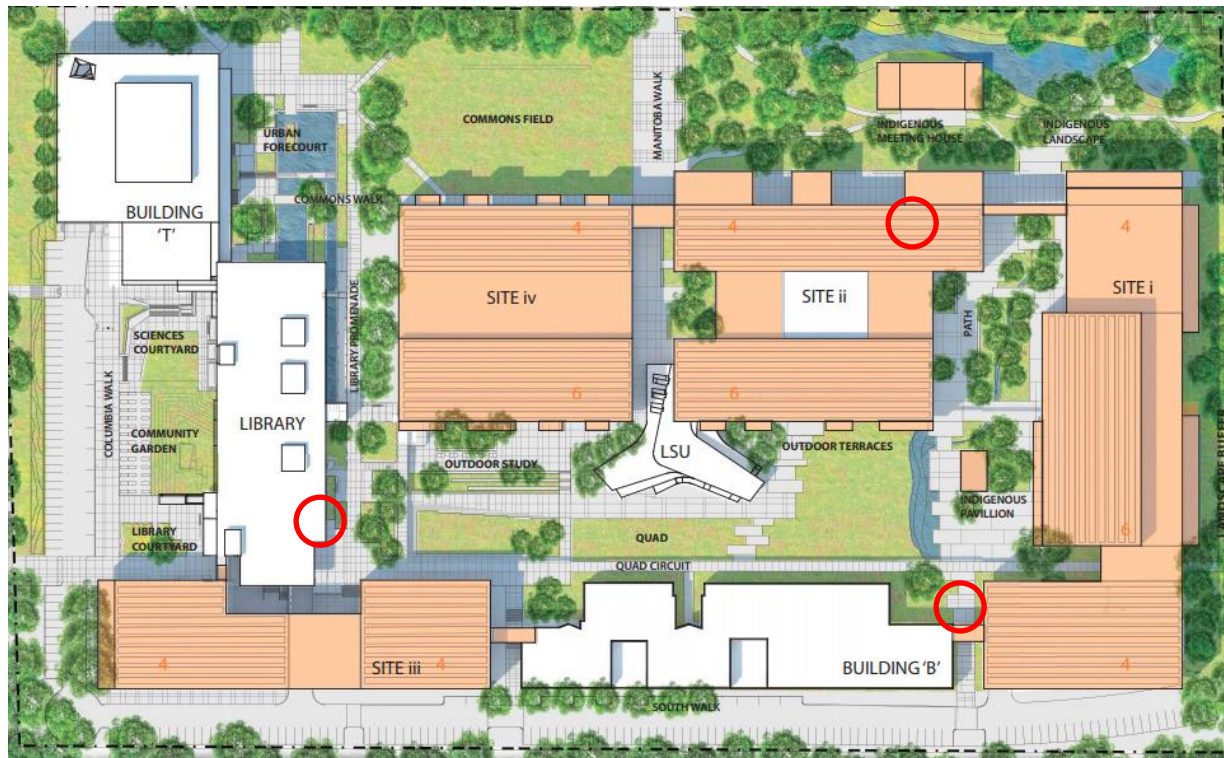 COMMONS FIELD
MANITOBA WALK
URBAN
FORECOURT
INDIGENOUS
MEETING HOUSE
INDIGENOUS
LANDSCAPE
COMMONS WALK
BUILDING
'T'
4
4
4
SITE iv
SITE ii
SITE i
PATH
SCIENCES
COURTYARD
LIBRARY PROMENADE
COLUMBIA WALK
6
6
COMMUNITY
GARDEN
LIBRARY
LSU
OUTDOOR STUDY
OUTDOOR TERRACES
INDIGENOUS
PAVILLION
LIBRARY
COURTYARD
QUAD
6
QUAD CIRCUIT
4
SITE iii
4
BUILDING 'B'
4
SOUTH WALK